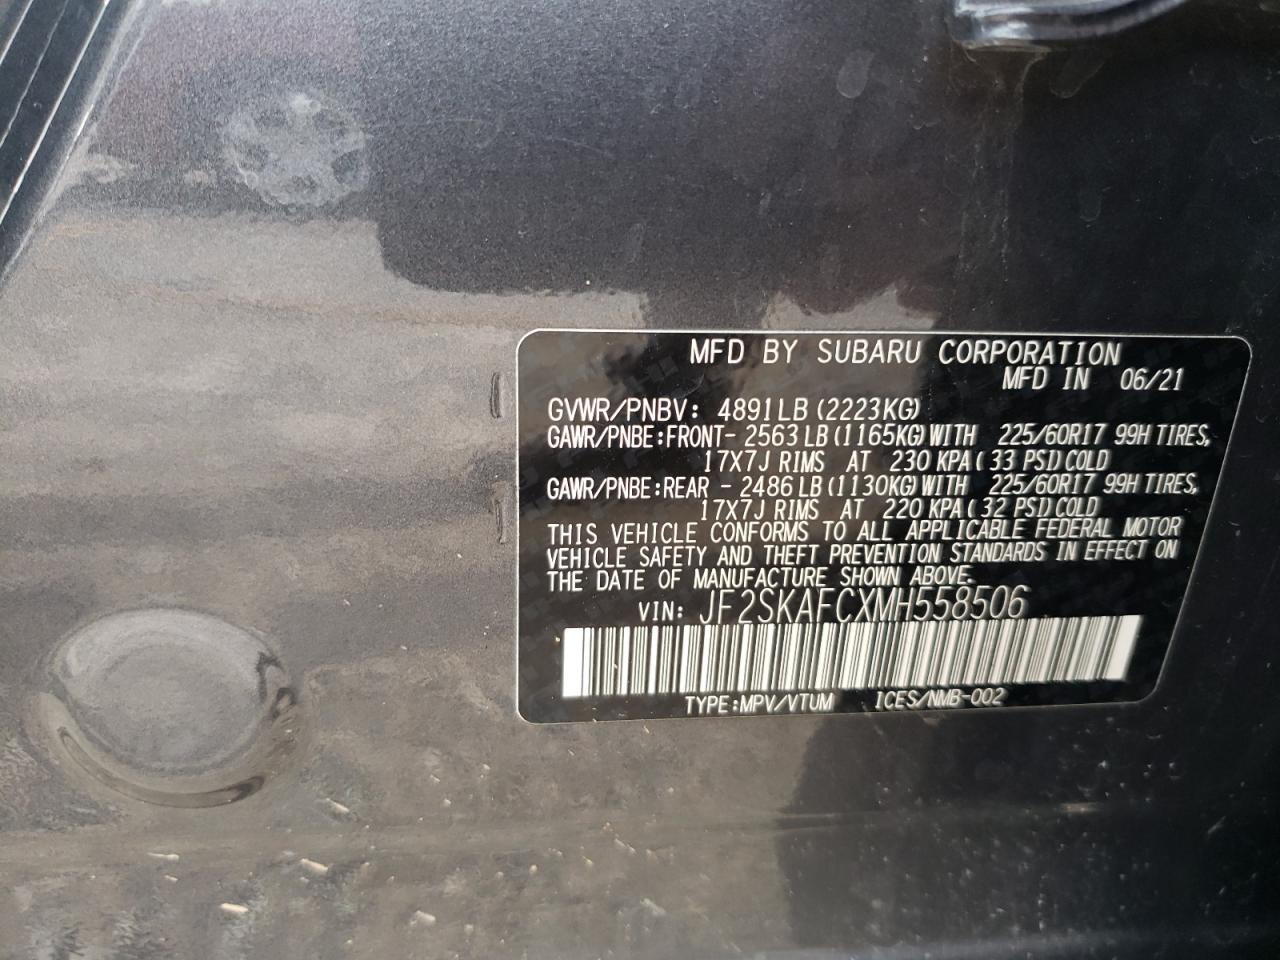 MFD BY SUBARU CORPORATION
MFD IN 06/21
GVWR/PNBV: 4891LB (2223KG)
GAWR/PNBE:FRONT- 2563LB (1165KG) WITH 225/60R17 99H TIRES,
17X7J RIMS AT 230 KPA( 33 PSI)COLD
GAWR/PNBE:REAR - 2486LB (1130KG) WITH 225/60R17 99H TIRES,
17X7J RIMS AT 220 KPA( 32 PSI)COLD
THIS VEHICLE CONFORMS TO ALL APPLICABLE FEDERAL MOTOR
VEHICLE SAFETY AND THEFT PREVENTION STANDARDS IN EFFECT ON
THE DATE OF MANUFACTURE SHOWN ABOVE.
VIN: JF2SKAFCXMH558506
TYPE:MPV/VTUM ICES/NMB-002